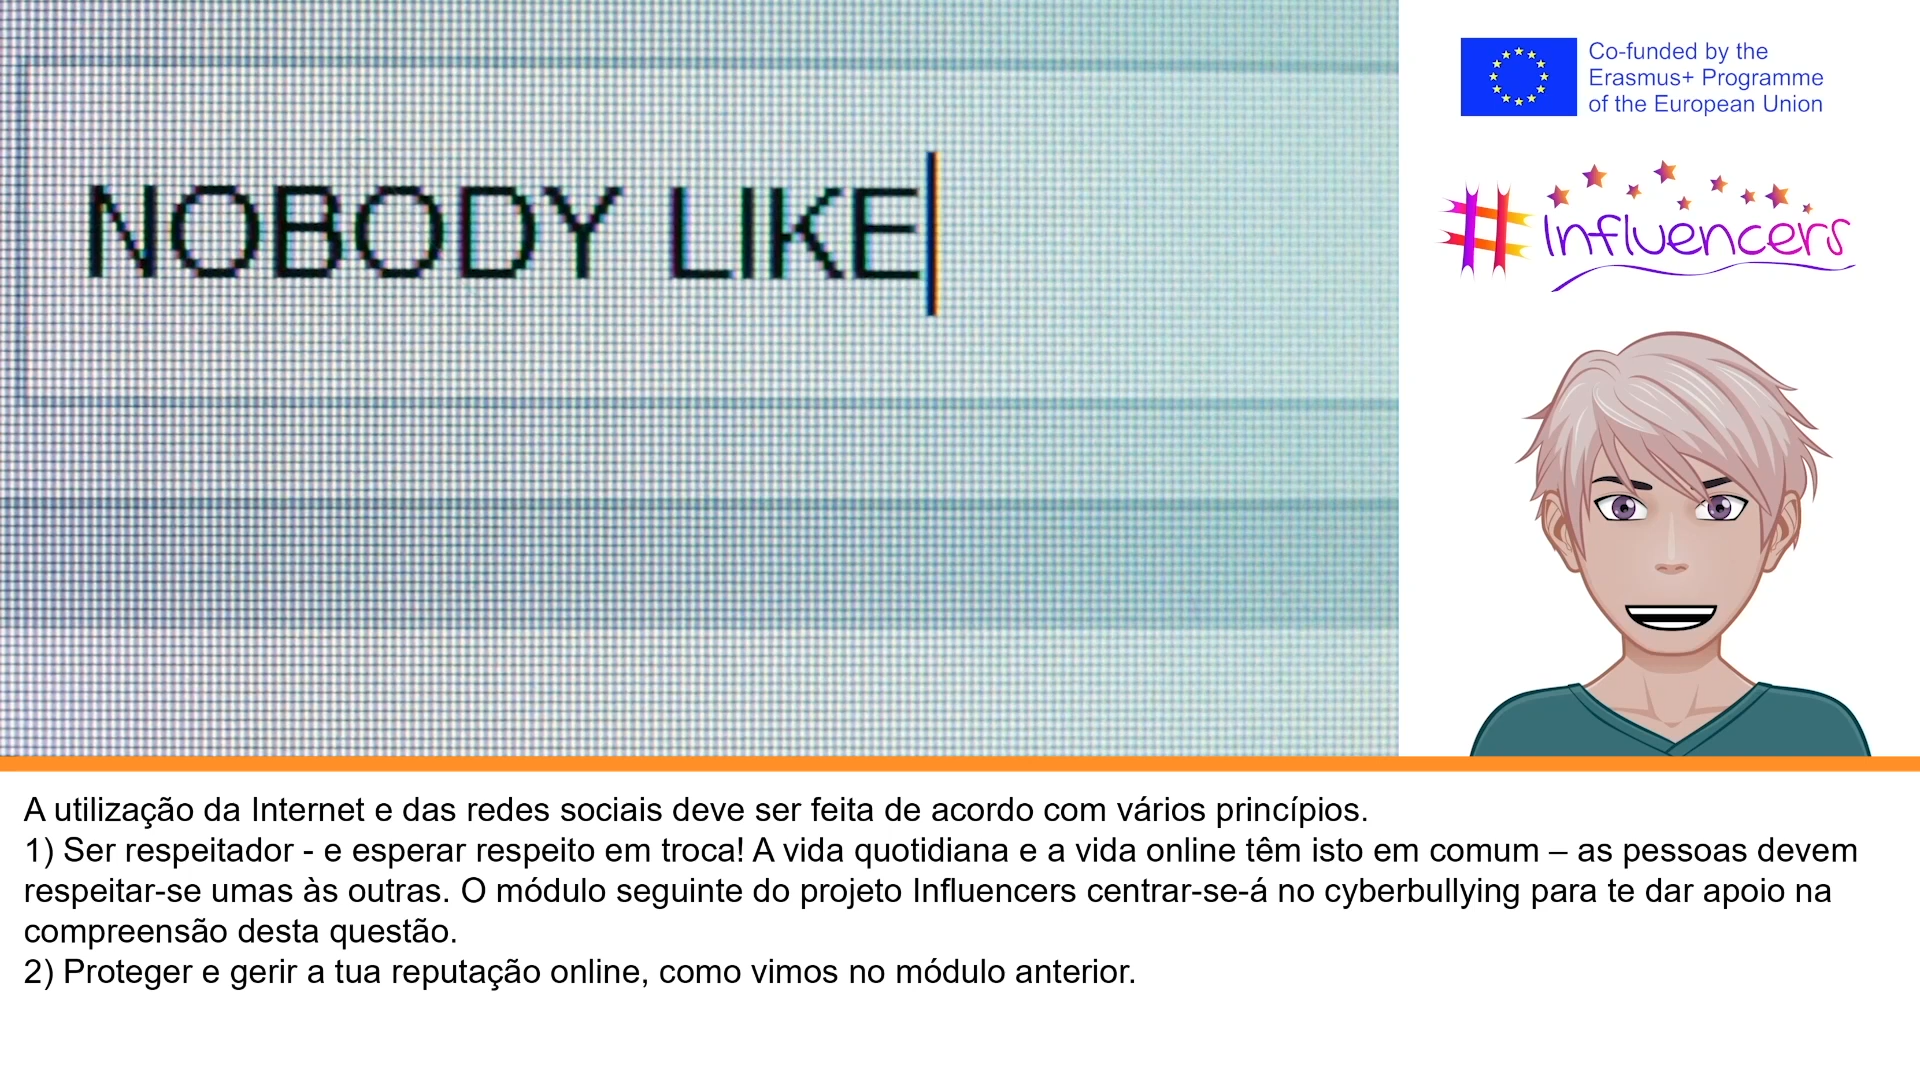 NOBODY LIKE
Co-funded by the
Erasmus+ Programme
of the European Union
#Influencers
A utilização da Internet e das redes sociais deve ser feita de acordo com vários princípios.
1) Ser respeitador - e esperar respeito em troca! A vida quotidiana e a vida online têm isto em comum – as pessoas devem
respeitar-se umas às outras. O módulo seguinte do projeto Influencers centrar-se-á no cyberbullying para te dar apoio na
compreensão desta questão.
2) Proteger e gerir a tua reputação online, como vimos no módulo anterior.